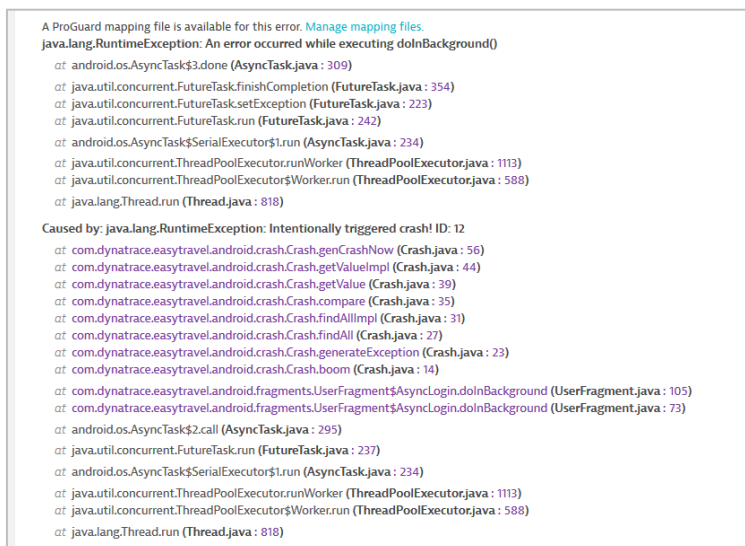 A ProGuard mapping file is available for this error. Manage mapping files.
java.lang.RuntimeException: An error occurred while executing doInBackground()
at android.os.AsyncTask$3.done (AsyncTask.java : 309)
at java.util.concurrent.FutureTask.finishCompletion (FutureTask.java : 354)
at java.util.concurrent.FutureTask.setException (FutureTask.java : 223)
at java.util.concurrent.FutureTask.run (FutureTask.java : 242)
at android.os.AsyncTask$SerialExecutor$1.run (AsyncTask.java : 234)
at java.util.concurrent.ThreadPoolExecutor.runWorker (ThreadPoolExecutor.java : 1113)
at java.util.concurrent.ThreadPoolExecutor$Worker.run (ThreadPoolExecutor.java : 588)
at java.lang.Thread.run (Thread.java : 818)
Caused by: java.lang.RuntimeException: Intentionally triggered crash! ID: 12
at com.dynatrace.easytravel.android.crash.Crash.genCrashNow (Crash.java : 56)
at com.dynatrace.easytravel.android.crash.Crash.getValueImpl (Crash.java : 44)
at com.dynatrace.easytravel.android.crash.Crash.getValue (Crash.java : 39)
at com.dynatrace.easytravel.android.crash.Crash.compare (Crash.java : 35)
at com.dynatrace.easytravel.android.crash.Crash.findAllImpl (Crash.java : 31)
at com.dynatrace.easytravel.android.crash.Crash.findAll (Crash.java : 27)
at com.dynatrace.easytravel.android.crash.Crash.generateException (Crash.java : 23)
at com.dynatrace.easytravel.android.crash.Crash.boom (Crash.java : 14)
at com.dynatrace.easytravel.android.fragments.UserFragment$AsyncLogin.doInBackground (UserFragment.java : 105)
at com.dynatrace.easytravel.android.fragments.UserFragment$AsyncLogin.doInBackground (UserFragment.java : 73)
at android.os.AsyncTask$2.call (AsyncTask.java : 295)
at java.util.concurrent.FutureTask.run (FutureTask.java : 237)
at android.os.AsyncTask$SerialExecutor$1.run (AsyncTask.java : 234)
at java.util.concurrent.ThreadPoolExecutor.runWorker (ThreadPoolExecutor.java : 1113)
at java.util.concurrent.ThreadPoolExecutor$Worker.run (ThreadPoolExecutor.java : 588)
at java.lang.Thread.run (Thread.java : 818)